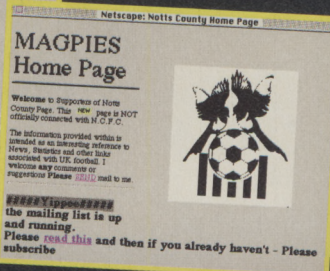 Netscape: Notts County Home Page
MAGPIES
Home Page
Welcome to Supporters of Notts
County Page. This NEW page is NOT
officially connected with N.C.F.C.
The information provided within is
intended as an interesting reference to
News, Statistics and other links
associated with UK football. I
welcome any comments or
suggestions Please SEND mail to me.
#####Yippee#####
the mailing list is up
and running.
Please read this and then if you already haven't - Please
subscribe